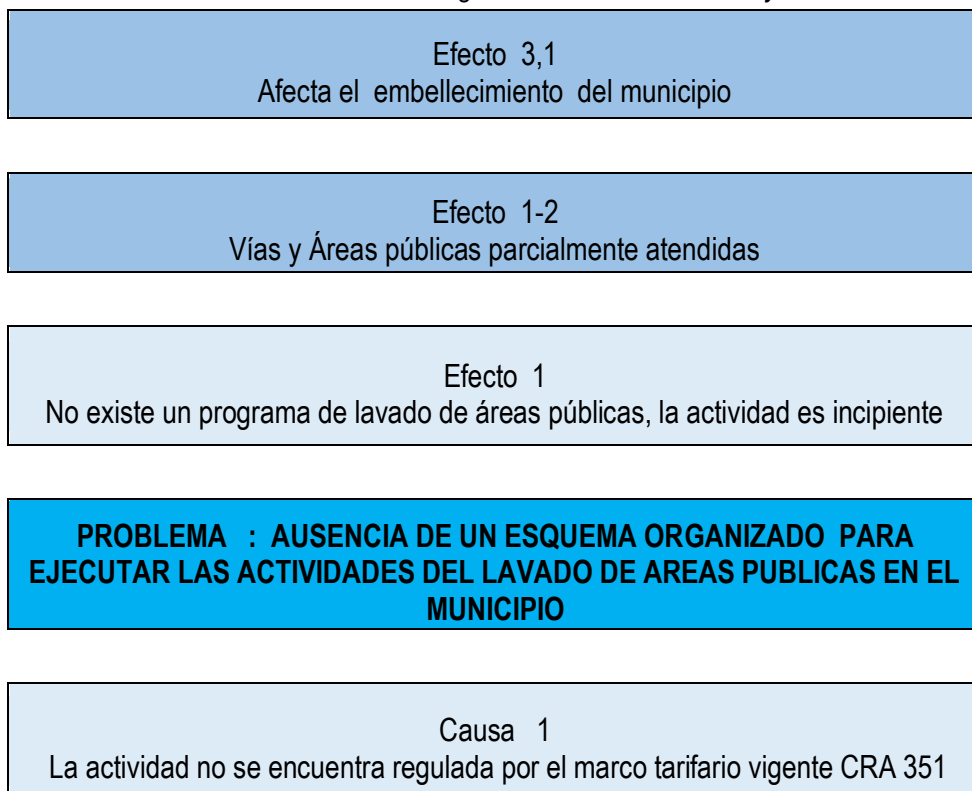 Efecto 3,1
Afecta el embellecimiento del municipio
Efecto 1-2
Vías y Áreas públicas parcialmente atendidas
Efecto 1
No existe un programa de lavado de áreas públicas, la actividad es incipiente
PROBLEMA : AUSENCIA DE UN ESQUEMA ORGANIZADO PARA
EJECUTAR LAS ACTIVIDADES DEL LAVADO DE AREAS PUBLICAS EN EL
MUNICIPIO
Causa 1
La actividad no se encuentra regulada por el marco tarifario vigente CRA 351